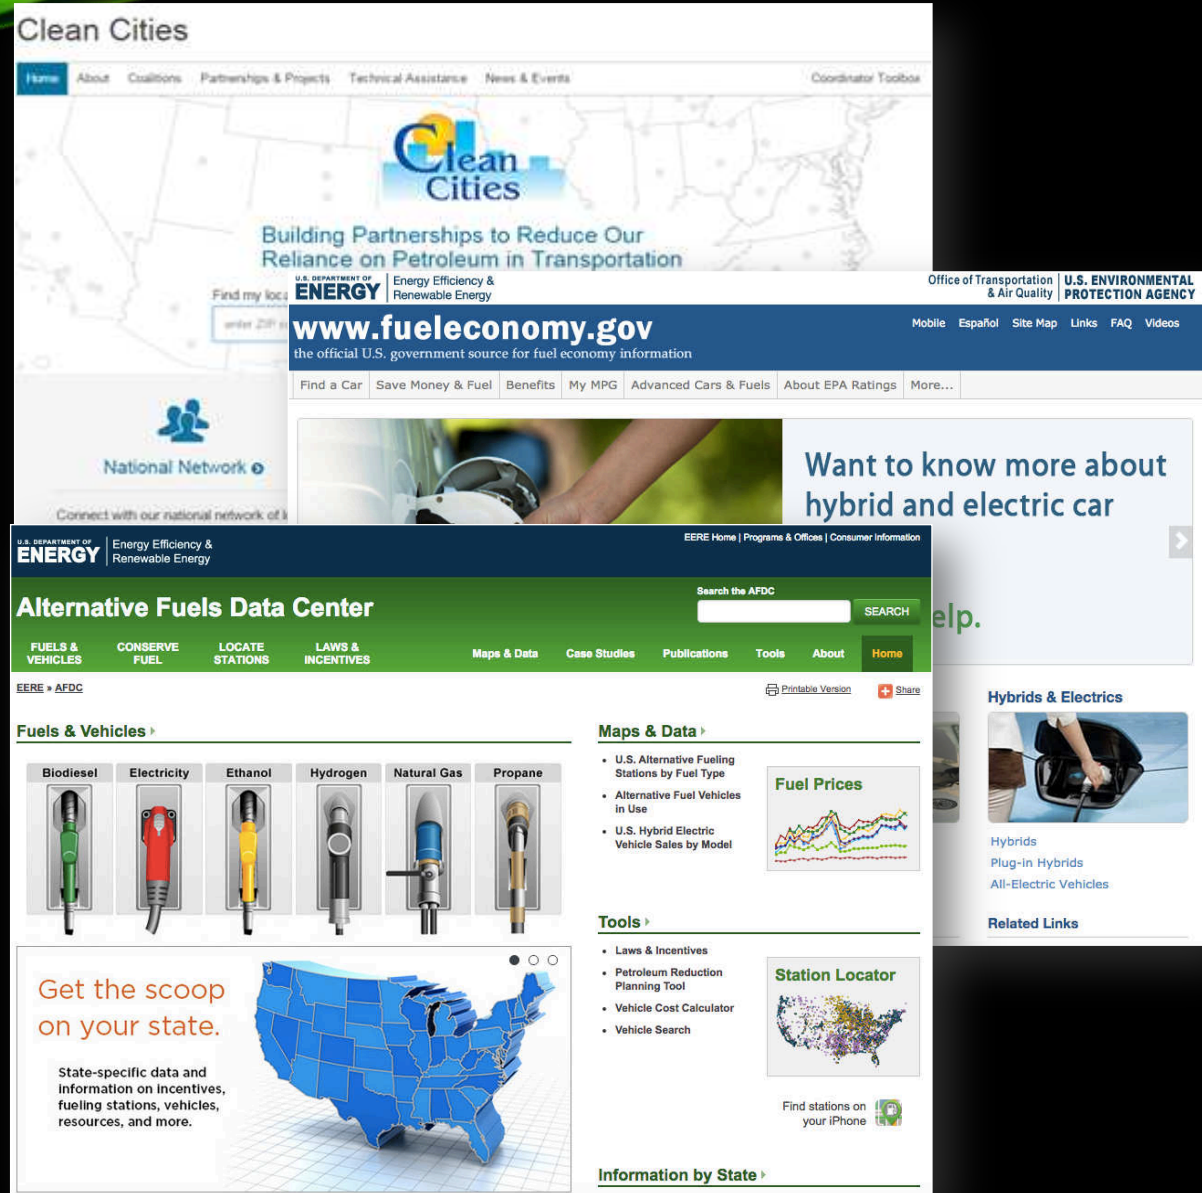 Clean Cities
Home About Coalitions Partnerships & Projects Technical Assistance News & Events Coordinator Toolbox
Clean
Cities
Building Partnerships to Reduce Our
Reliance on Petroleum in Transportation
Find my
enter ZIP
National Network
Connect with our national network of
U.S. DEPARTMENT OF
ENERGY
Energy Efficiency &
Renewable Energy
Office of Transportation
& Air Quality
U.S. ENVIRONMENTAL
PROTECTION AGENCY
www.fueleconomy.gov
the official U.S. government source for fuel economy information
Mobile Español Site Map Links FAQ Videos
Find a Car Save Money & Fuel Benefits My MPG Advanced Cars & Fuels About EPA Ratings More...
Want to know more about
hybrid and electric car
elp.
Hybrids & Electrics
Hybrids
Plug-in Hybrids
All-Electric Vehicles
Related Links
U.S. DEPARTMENT OF
ENERGY
Energy Efficiency &
Renewable Energy
EERE Home | Programs & Offices | Consumer Information
Alternative Fuels Data Center
Search the AFDC
SEARCH
FUELS &
VEHICLES
CONSERVE
FUEL
LOCATE
STATIONS
LAWS &
INCENTIVES
Maps & Data Case Studies Publications Tools About Home
EERE » AFDC
Printable Version Share
Fuels & Vehicles
Biodiesel Electricity Ethanol Hydrogen Natural Gas Propane
Get the scoop
on your state.
State-specific data and
information on incentives,
fueling stations, vehicles,
resources, and more.
Maps & Data
• U.S. Alternative Fueling
Stations by Fuel Type
• Alternative Fuel Vehicles
in Use
• U.S. Hybrid Electric
Vehicle Sales by Model
Fuel Prices
Tools
• Laws & Incentives
• Petroleum Reduction
Planning Tool
• Vehicle Cost Calculator
• Vehicle Search
Station Locator
Find stations on
your iPhone
Information by State